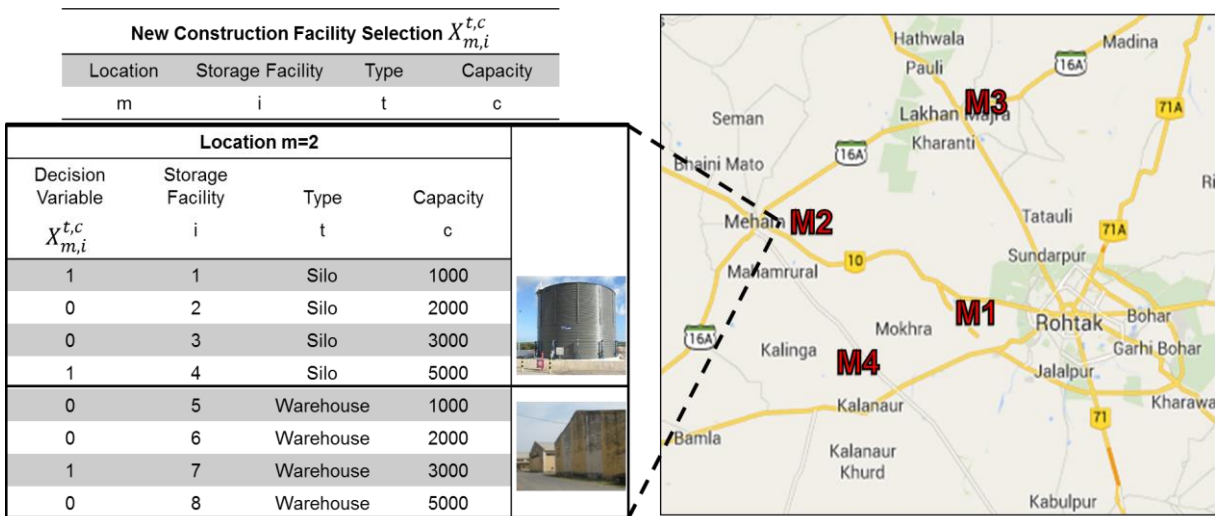 New Construction Facility Selection $X_{m,i}^{t,c}$
Location Storage Facility Type Capacity
m i t c
Location m=2
Decision Variable Storage Facility Type Capacity
$X_{m,i}^{t,c}$ i t c
1 1 Silo 1000
0 2 Silo 2000
0 3 Silo 3000
1 4 Silo 5000
0 5 Warehouse 1000
0 6 Warehouse 2000
1 7 Warehouse 3000
0 8 Warehouse 5000
Hathwala
Madina
Pauli
16A
71A
Seman
Lakhan Majra
M3
Kharanti
16A
Bhaini Mato
Ri
Meham
M2
Tatauli
71A
Sundarpur
10
Mahamrural
M1
Mokhra
Rohtak
Bohar
16A
Kalinga
Garhi Bohar
M4
Jalalpur
Kalanaur
71
Kharawa
Bamla
Kalanaur
Khurd
Kabulpur